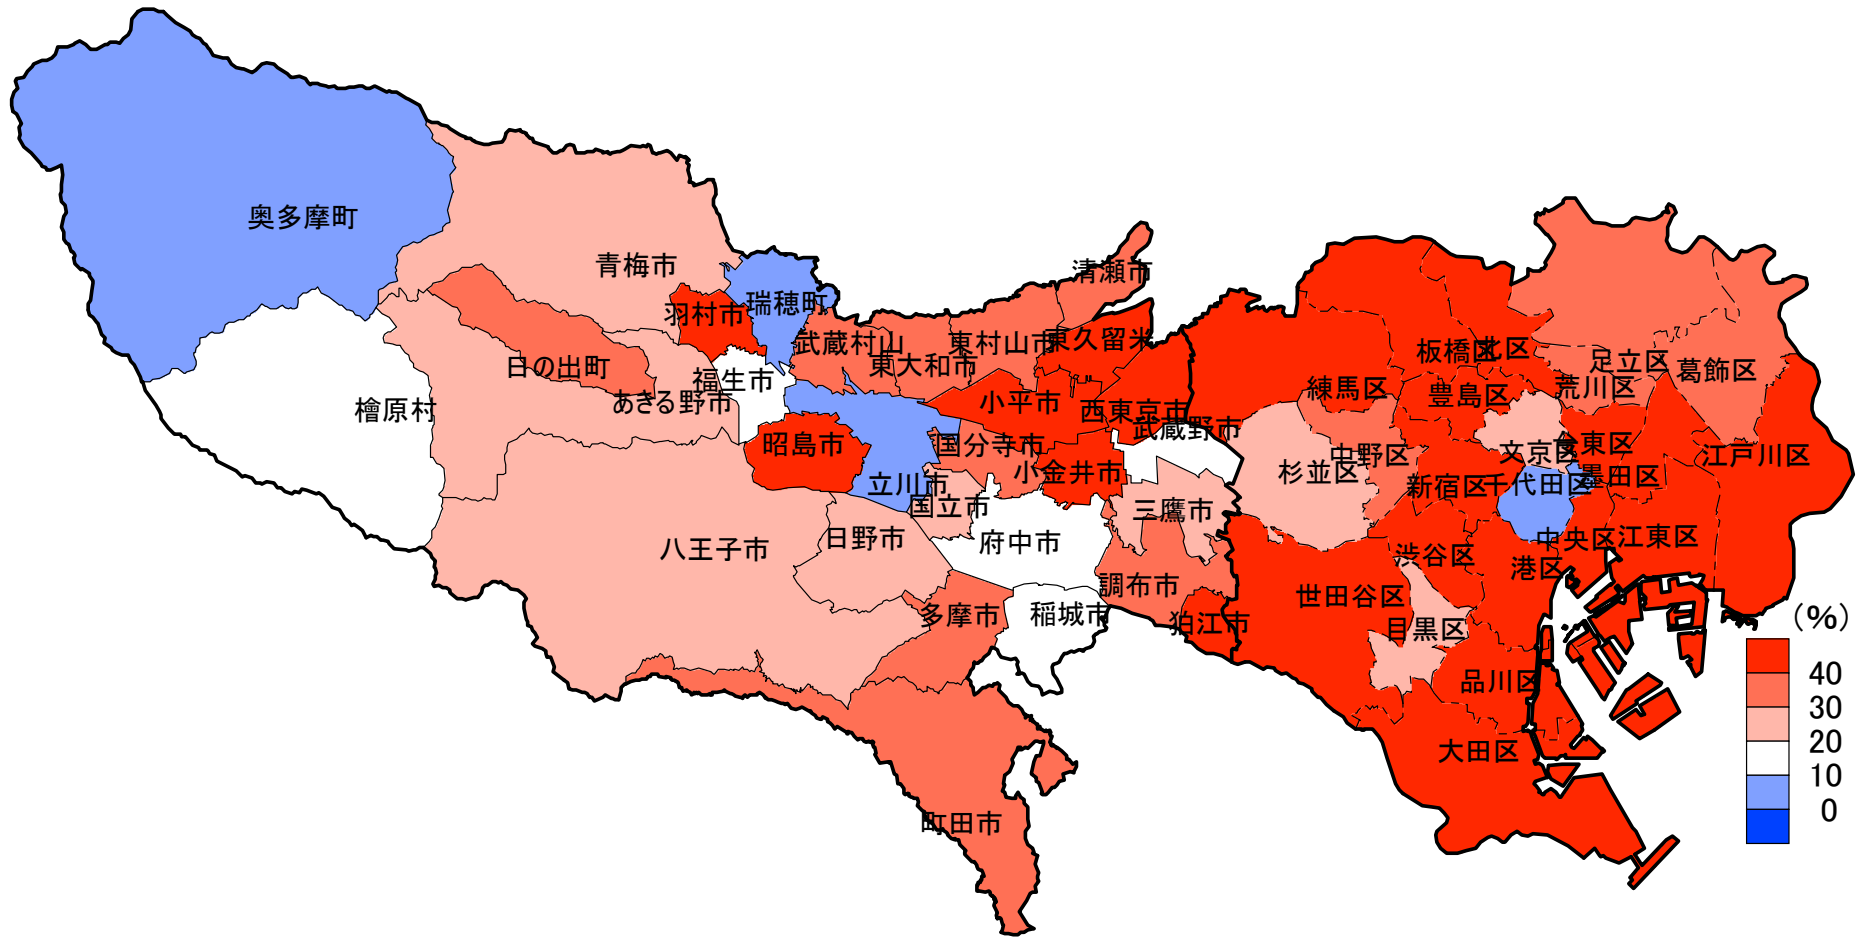 奥多摩町
青梅市
瑞穂町
羽村市
日の出町
福生市
あきる野市
檜原村
武蔵村山
東大和市
東村山市
清瀬市
東久留米
小平市
西東京市
武蔵野市
昭島市
立川市
国分寺市
小金井市
国立市
三鷹市
八王子市
日野市
府中市
調布市
多摩市
稲城市
狛江市
町田市
板橋区
北区
練馬区
豊島区
荒川区
足立区
葛飾区
中野区
杉並区
文京区
台東区
墨田区
江戸川区
新宿区
千代田区
渋谷区
港区
中央区
江東区
世田谷区
目黒区
品川区
大田区
(%)
40
30
20
10
0